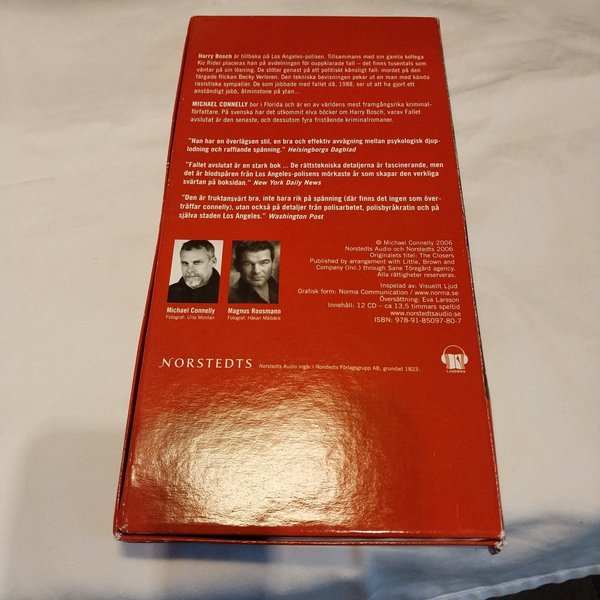 Harry Bosch är tillbaka på Los Angeles-polisen. Tillsammans med sin gamla kollega
Kiz Rider placeras han på avdelningen för ouppklarade fall – det finns tusentals som
väntar på sin lösning. De stöter genast på ett politiskt känsligt fall: mordet på den
färgade flickan Becky Verloren. Den tekniska bevisningen pekar ut en man med kända
rasistiska sympatier. De som jobbade med fallet då, 1988, ser ut att ha gjort ett
anständigt jobb, åtminstone på ytan...
MICHAEL CONNELLY bor i Florida och är en av världens mest framgångsrika kriminal-
författare. På svenska har det utkommit elva böcker om Harry Bosch, varav Fallet
avslutat är den senaste, och dessutom fyra fristående kriminalromaner.
"Han har en överlägsen stil, en bra och effektiv avvägning mellan psykologisk djup-
lodning och rafflande spänning." Helsingborgs Dagblad
"Fallet avslutat är en stark bok ... De rättstekniska detaljerna är fascinerande, men
det är blodspåren från Los Angeles-polisens mörkaste år som skapar den verkliga
svärtan på boksidan." New York Daily News
"Den är fruktansvärt bra, inte bara rik på spänning (där finns det ingen som över-
träffar connelly), utan också på detaljer från polisarbetet, polisbyråkratin och på
själva staden Los Angeles." Washington Post
© Michael Connelly 2006
Norstedts Audio och Norstedts 2006
Originalets titel: The Closers
Published by arrangement with Little, Brown and
Company (Inc.) through Sane Töregård agency.
Alla rättigheter reserveras.
Inspelad av: Visuelit Ljud
Grafisk form: Norma Communication / www.norma.se
Översättning: Eva Larsson
Innehåll: 12 CD – ca 13,5 timmars speltid
www.norstedtsaudio.se
ISBN: 978-91-85097-80-7
Michael Connelly
Fotograf: Ulla Montan
Magnus Roosmann
Fotograf: Håkan Målbäck
NORSTEDTS
Norstedts Audio ingår i Norstedts Förlagsgrupp AB, grundad 1823.
N
LJUDBOK